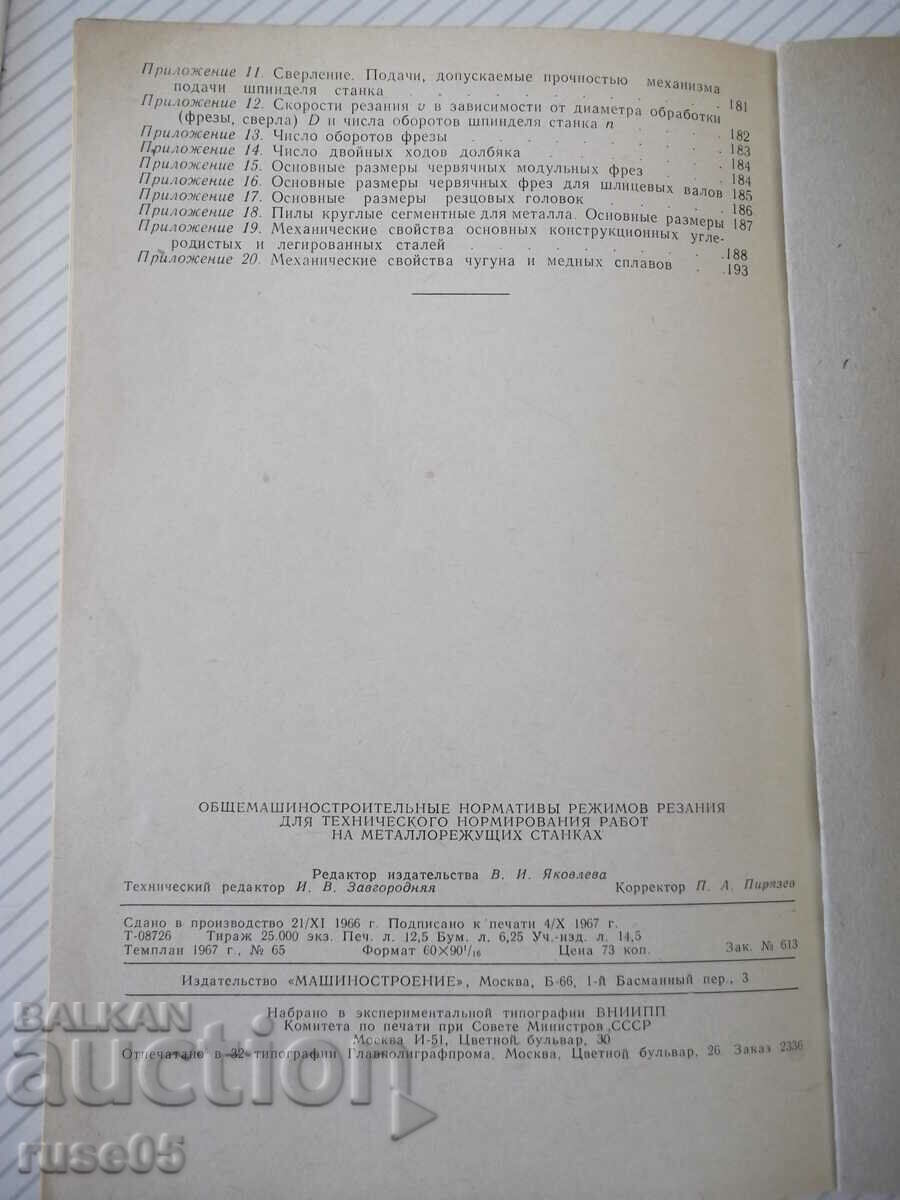 Приложение 11. Сверление. Подачи, допускаемые прочностью механизма
подачи шпинделя станка . . . . . . . . . . . 181
Приложение 12. Скорости резания v в зависимости от диаметра обработки
(фрезы, сверла) D и числа оборотов шпинделя станка n . . . . 182
Приложение 13. Число оборотов фрезы . . . . . . . . 183
Приложение 14. Число двойных ходов долбяка . . . . . . . 184
Приложение 15. Основные размеры червячных модульных фрез . . . 184
Приложение 16. Основные размеры червячных фрез для шлицевых валов 185
Приложение 17. Основные размеры резцовых головок . . . . . 186
Приложение 18. Пилы круглые сегментные для металла. Основные размеры 187
Приложение 19. Механические свойства основных конструкционных угле-
родистых и легированных сталей . . . . . . . . . 188
Приложение 20. Механические свойства чугуна и медных сплавов . . 193
ОБЩЕМАШИНОСТРОИТЕЛЬНЫЕ НОРМАТИВЫ РЕЖИМОВ РЕЗАНИЯ
ДЛЯ ТЕХНИЧЕСКОГО НОРМИРОВАНИЯ РАБОТ
НА МЕТАЛЛОРЕЖУЩИХ СТАНКАХ
Редактор издательства В. И. Яковлева
Технический редактор И. В. Завгородняя Корректор П. А. Пирязев
Сдано в производство 21/XI 1966 г. Подписано к печати 4/X 1967 г.
Т-08726 Тираж 25.000 экз. Печ. л. 12,5 Бум. л. 6,25 Уч.-изд. л. 14,5
Темплан 1967 г., № 65 Формат 60×90¹/₁₆ Цена 73 коп. Зак. № 613
Издательство «МАШИНОСТРОЕНИЕ», Москва, Б-66, 1-й Басманный пер., 3
Набрано в экспериментальной типографии ВНИИПП
Комитета по печати при Совете Министров СССР
Москва И-51, Цветной бульвар, 30
Отпечатано в 32 типографии Главполиграфпрома, Москва, Цветной бульвар, 26 Заказ 2336
BALKAN
auction
ruse05